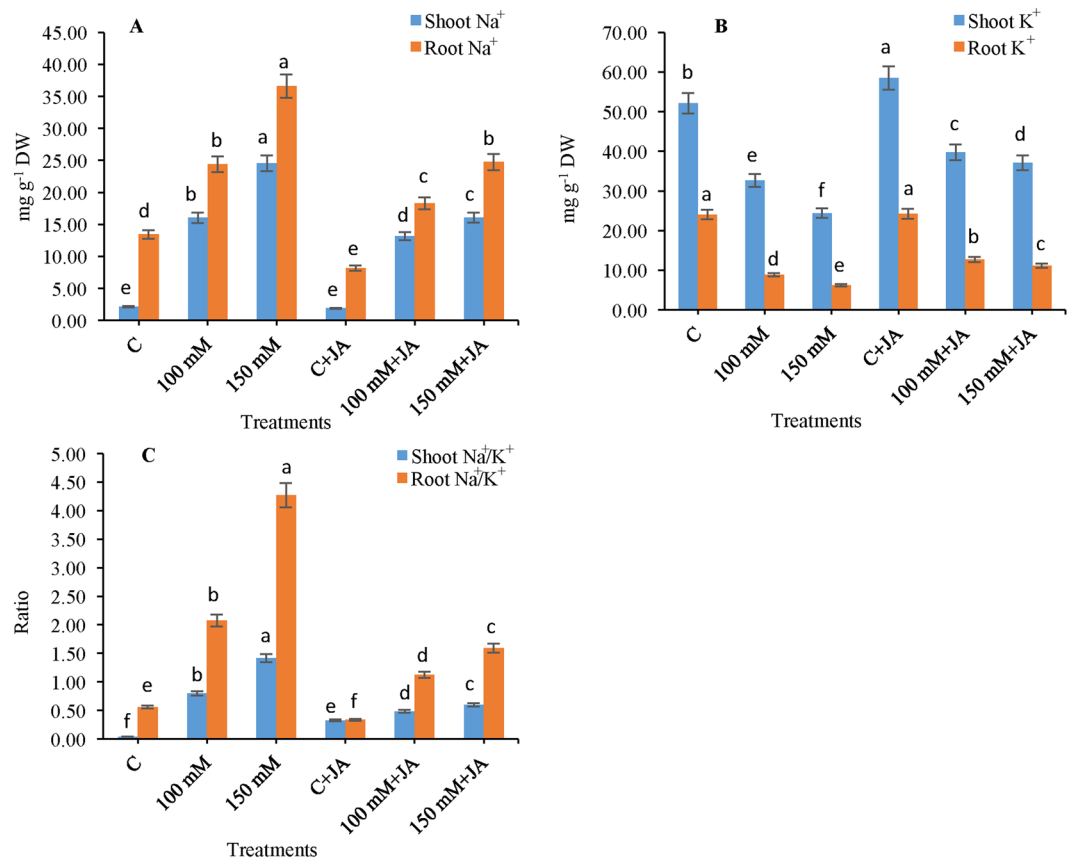 A
Shoot Na+
Root Na+
45.00
40.00
35.00
30.00
25.00
20.00
15.00
10.00
5.00
0.00
mg g-1 DW
e d b b a a e e d c c b
C 100 mM 150 mM C+JA 100 mM+JA 150 mM+JA
Treatments
B
Shoot K+
Root K+
70.00
60.00
50.00
40.00
30.00
20.00
10.00
0.00
mg g-1 DW
b a e d f e a a c b d c
C 100 mM 150 mM C+JA 100 mM+JA 150 mM+JA
Treatments
C
Shoot Na+/K+
Root Na+/K+
5.00
4.50
4.00
3.50
3.00
2.50
2.00
1.50
1.00
0.50
0.00
Ratio
f e b b a a e f d d c c
C 100 mM 150 mM C+JA 100 mM+JA 150 mM+JA
Treatments